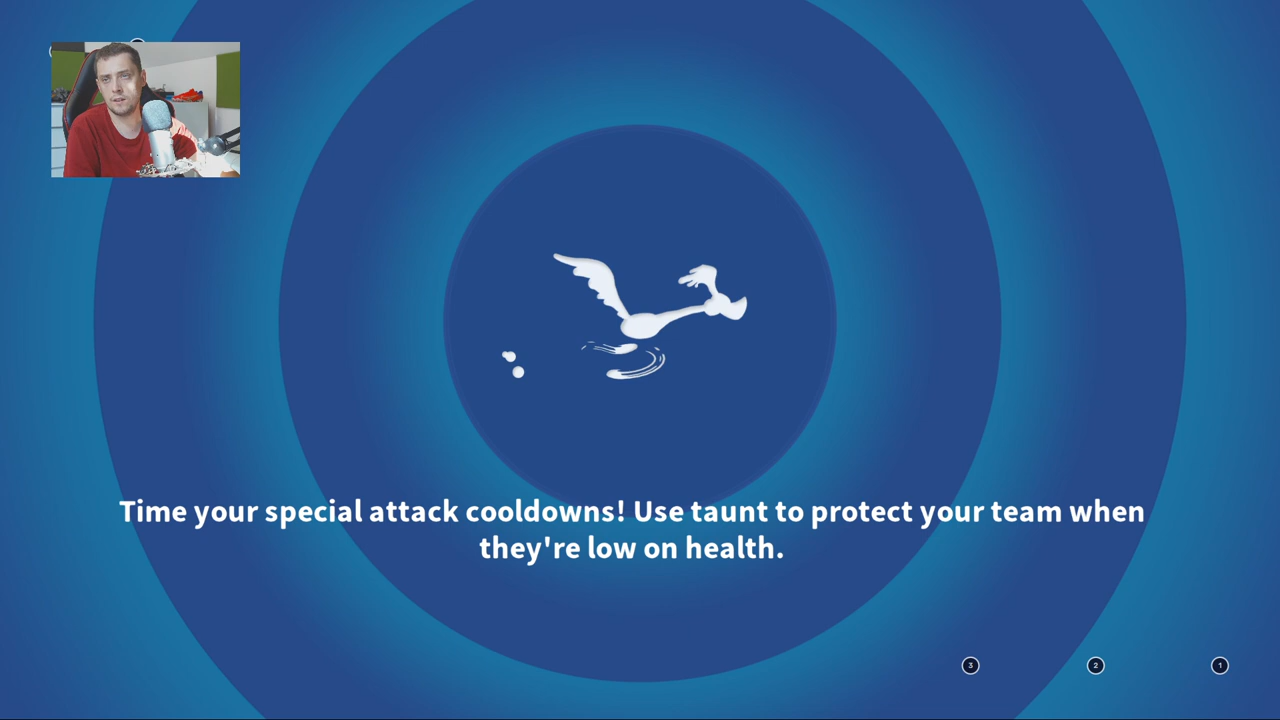 Time your special attack cooldowns! Use taunt to protect your team when
they're low on health.
3 2 1